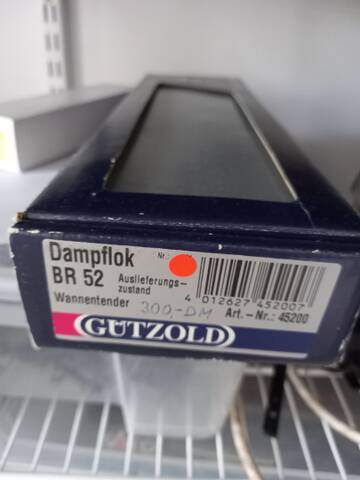 Dampflok Nr.:
BR 52 Auslieferungs-
zustand
Wannentender 300,-DM
4 012627 452007
Art.-Nr.: 45200
GÜTZOLD